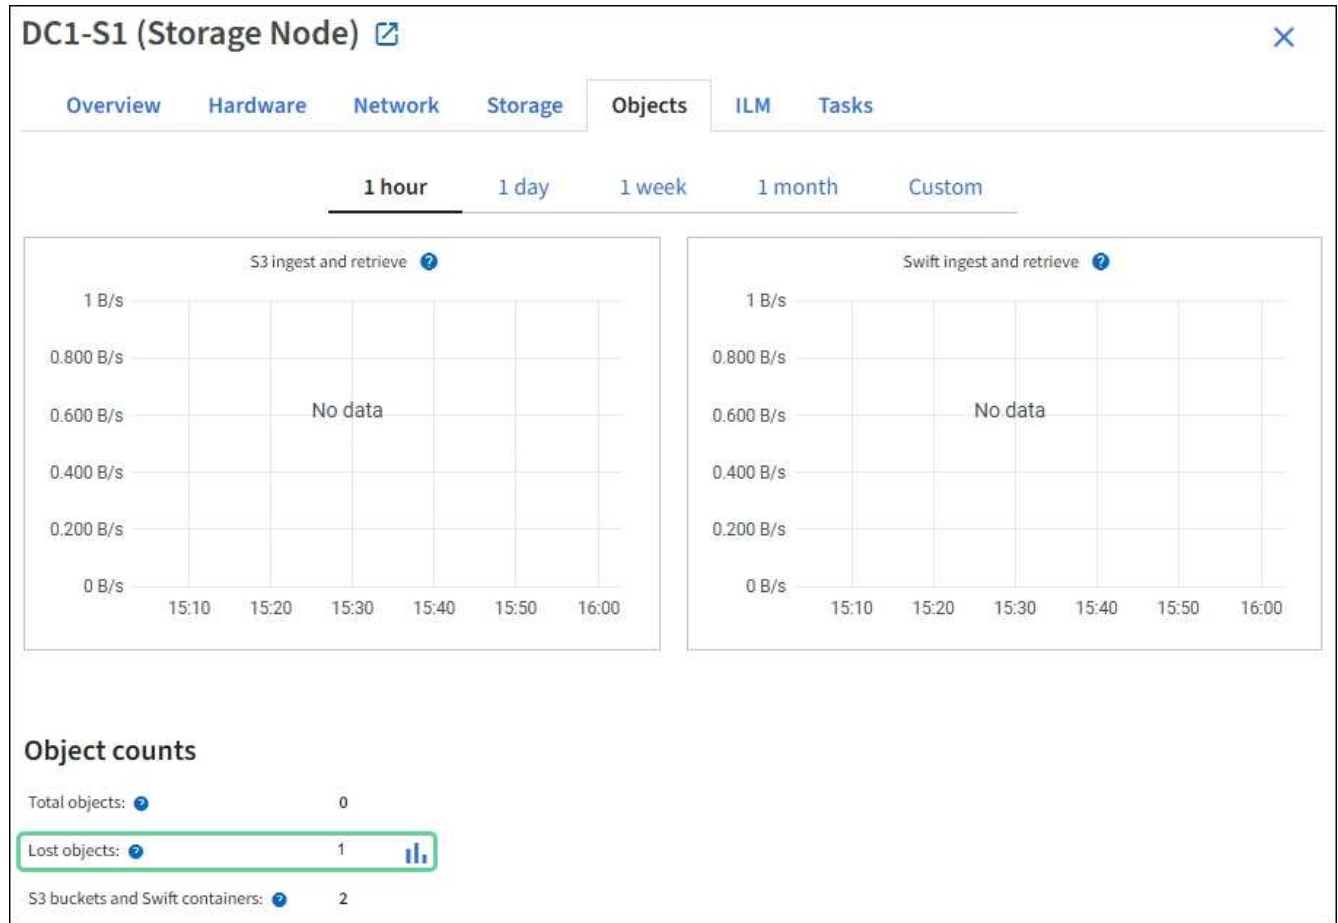 DC1-S1 (Storage Node)
Overview Hardware Network Storage Objects ILM Tasks
1 hour 1 day 1 week 1 month Custom
S3 ingest and retrieve ?
1 B/s
0.800 B/s
0.600 B/s
0.400 B/s
0.200 B/s
0 B/s
No data
15:10 15:20 15:30 15:40 15:50 16:00
Swift ingest and retrieve ?
1 B/s
0.800 B/s
0.600 B/s
0.400 B/s
0.200 B/s
0 B/s
No data
15:10 15:20 15:30 15:40 15:50 16:00
Object counts
Total objects: ? 0
Lost objects: ? 1
S3 buckets and Swift containers: ? 2